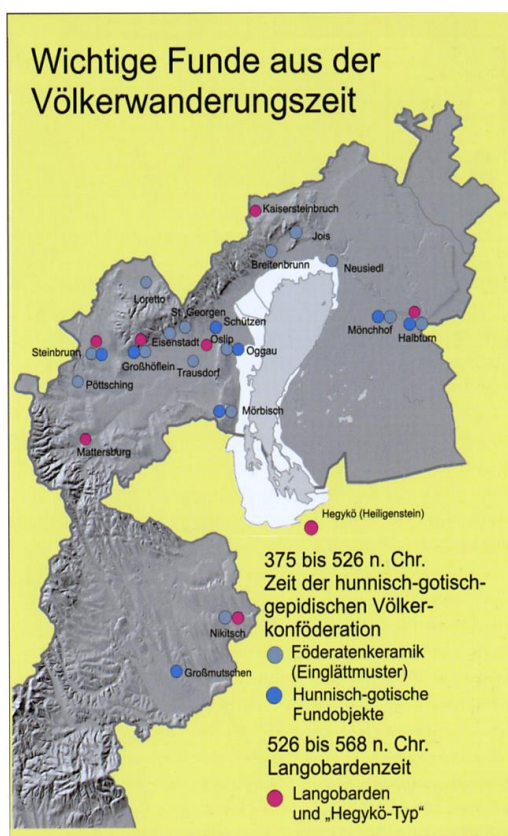 Wichtige Funde aus der
Völkerwanderungszeit
Kaisersteinbruch
Jois
Breitenbrunn
Neusiedl
Loretto
St. Georgen
Schützen
Mönchhof
Halbturn
Eisenstadt
Oslip
Steinbrunn
Großhöflein
Oggau
Trausdorf
Pöttsching
Mörbisch
Mattersburg
Hegykö (Heiligenstein)
375 bis 526 n. Chr.
Zeit der hunnisch-gotisch-
gepidischen Völker-
konföderation
Föderatenkeramik
(Einglättmuster)
Hunnisch-gotische
Fundobjekte
Nikitsch
Großmutschen
526 bis 568 n. Chr.
Langobardenzeit
Langobarden
und „Hegykö-Typ“